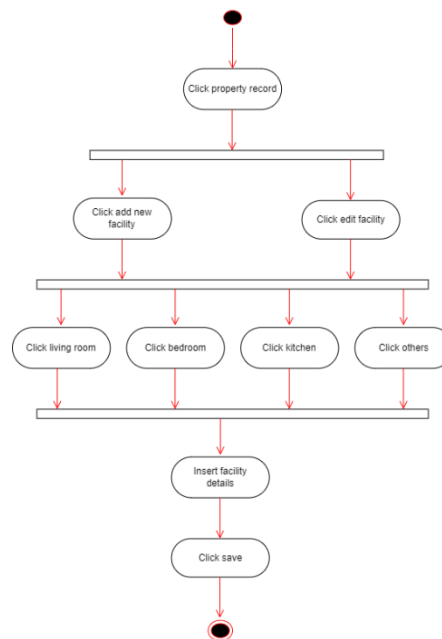 Click property record
Click add new
facility
Click edit facility
Click living room
Click bedroom
Click kitchen
Click others
Insert facility
details
Click save